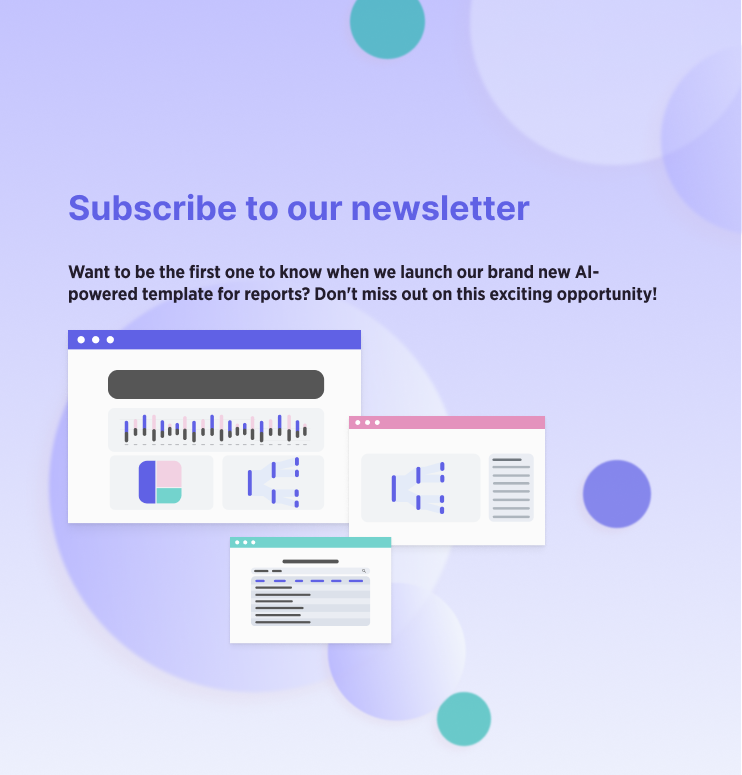 Subscribe to our newsletter
Want to be the first one to know when we launch our brand new AI-
powered template for reports? Don't miss out on this exciting opportunity!